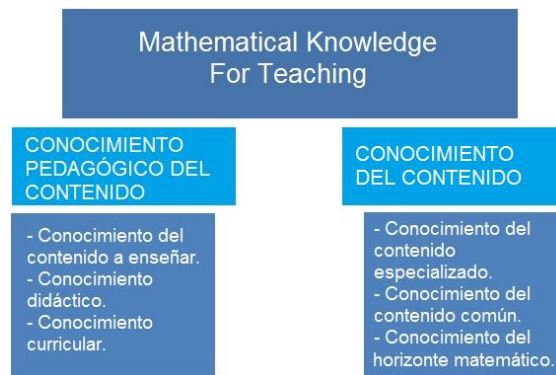 Mathematical Knowledge
For Teaching
CONOCIMIENTO
PEDAGÓGICO DEL
CONTENIDO
- Conocimiento del
contenido a enseñar.
- Conocimiento
didáctico.
- Conocimiento
curricular.
CONOCIMIENTO
DEL CONTENIDO
- Conocimiento del
contenido
especializado.
- Conocimiento del
contenido común.
- Conocimiento del
horizonte matemático.